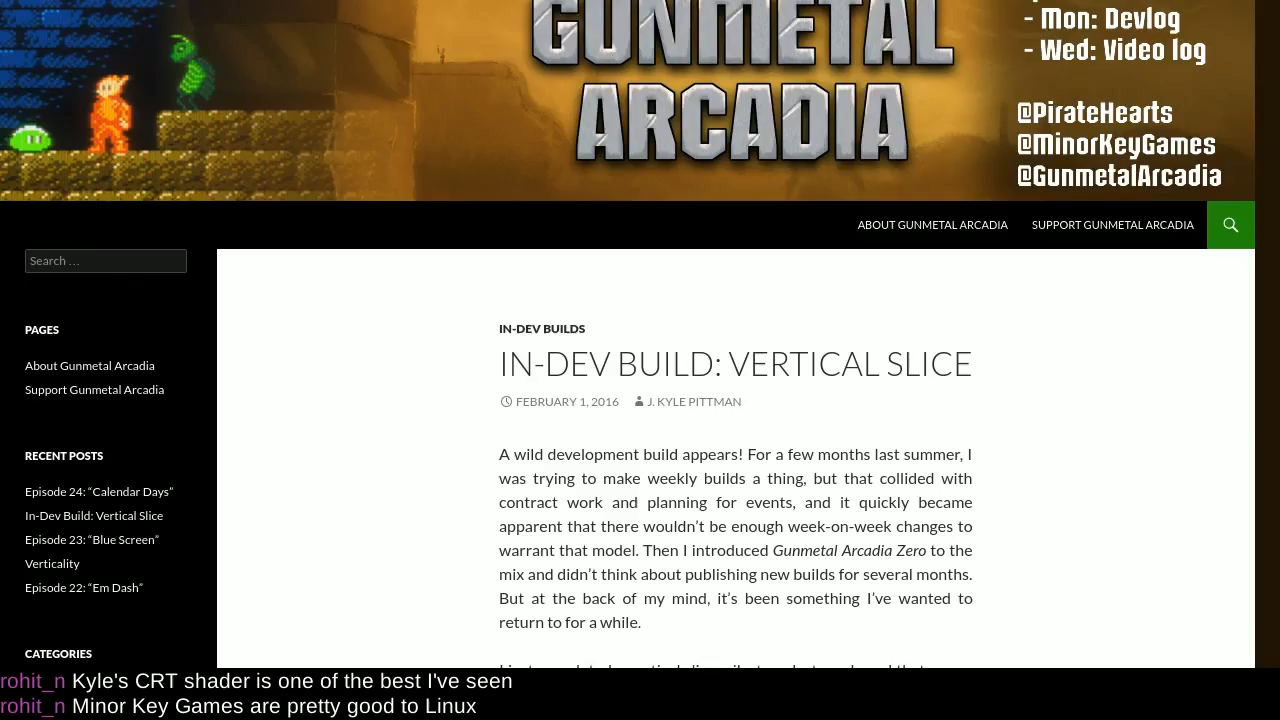 GUNMETAL
ARCADIA
- Mon: Devlog
- Wed: Video log
@PirateHearts
@MinorKeyGames
@GunmetalArcadia
ABOUT GUNMETAL ARCADIA
SUPPORT GUNMETAL ARCADIA
Search …
PAGES
About Gunmetal Arcadia
Support Gunmetal Arcadia
RECENT POSTS
Episode 24: “Calendar Days”
In-Dev Build: Vertical Slice
Episode 23: “Blue Screen”
Verticality
Episode 22: “Em Dash”
CATEGORIES
IN-DEV BUILDS
IN-DEV BUILD: VERTICAL SLICE
FEBRUARY 1, 2016 J. KYLE PITTMAN
A wild development build appears! For a few months last summer, I
was trying to make weekly builds a thing, but that collided with
contract work and planning for events, and it quickly became
apparent that there wouldn’t be enough week-on-week changes to
warrant that model. Then I introduced Gunmetal Arcadia Zero to the
mix and didn’t think about publishing new builds for several months.
But at the back of my mind, it’s been something I’ve wanted to
return to for a while.
rohit_n Kyle's CRT shader is one of the best I've seen
rohit_n Minor Key Games are pretty good to Linux